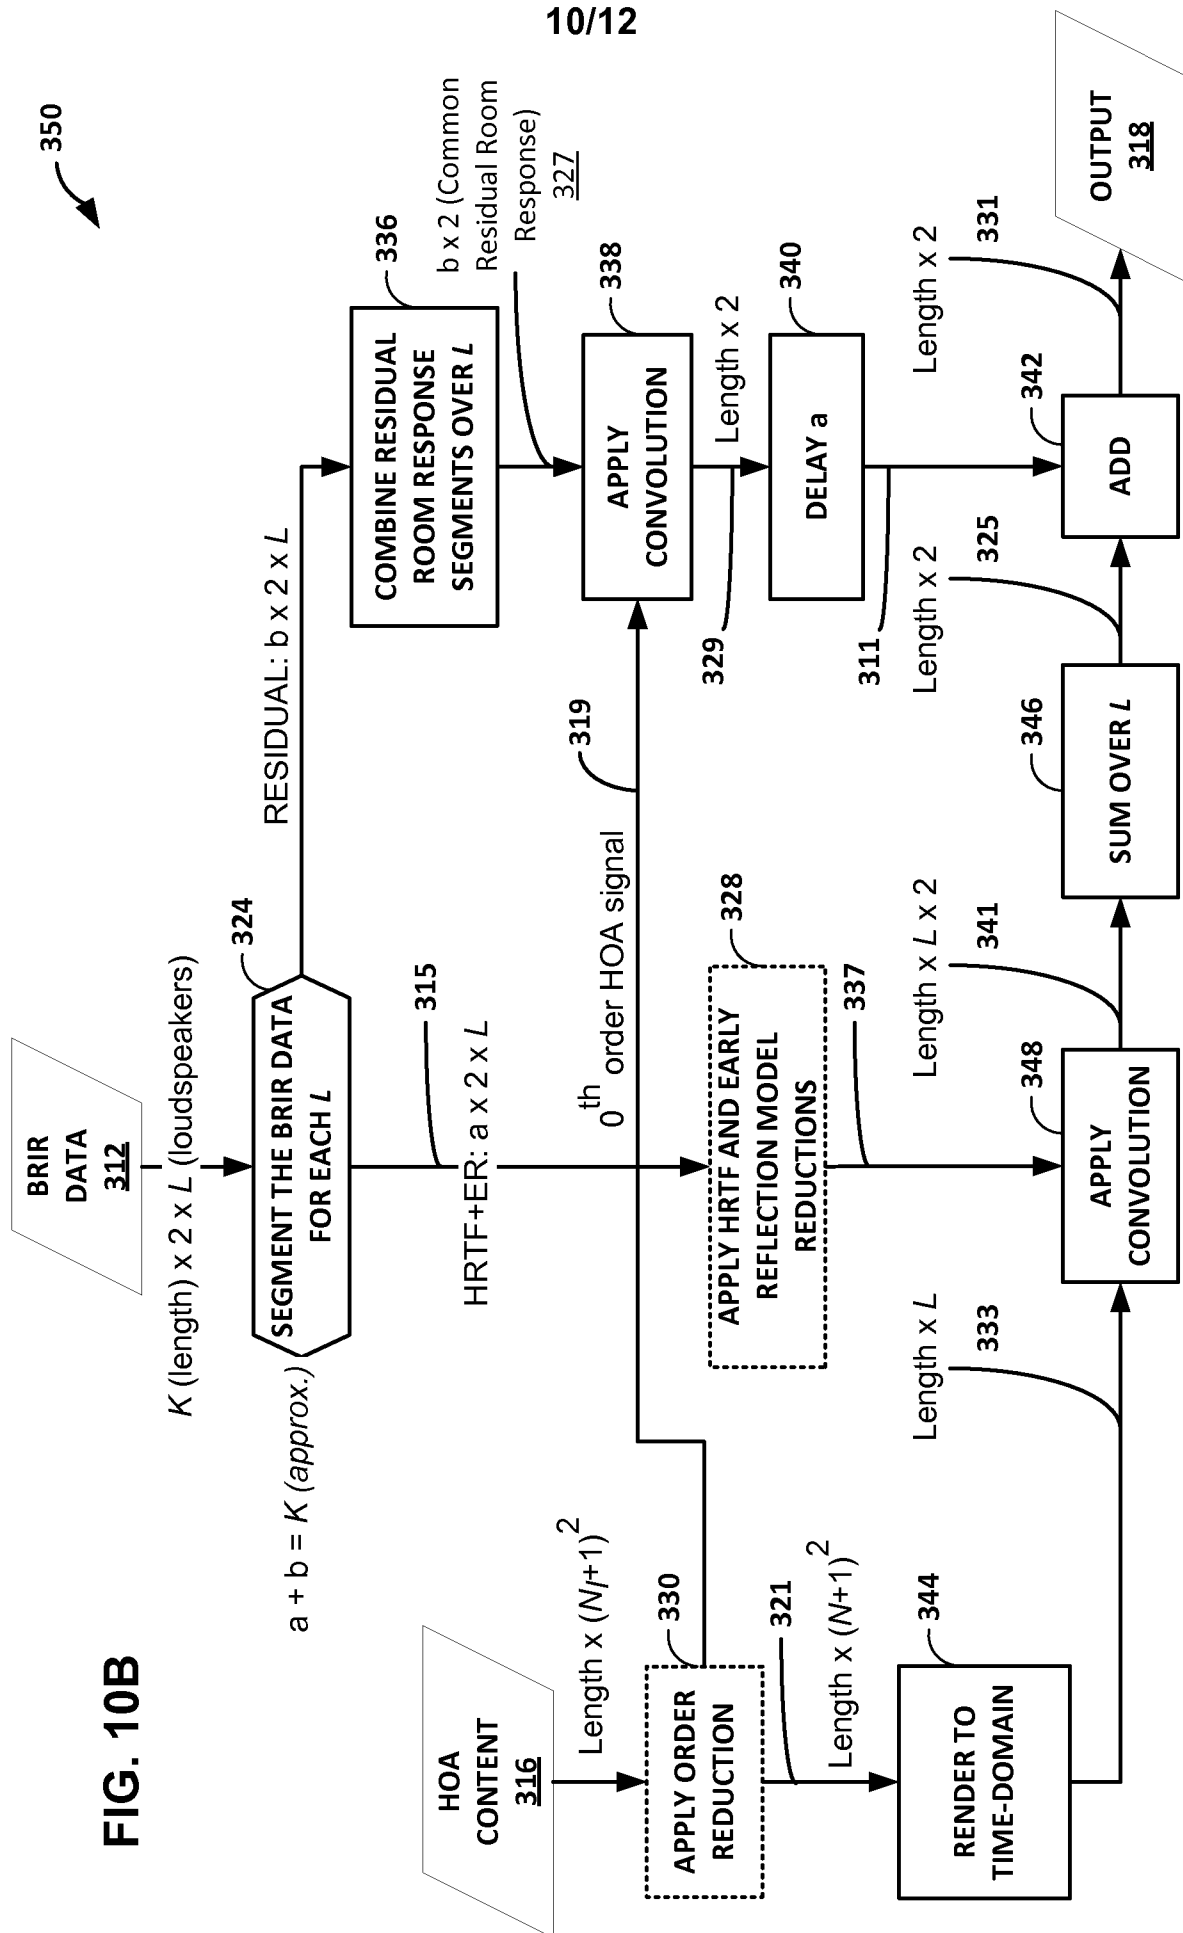 10/12
FIG. 10B
350
BRIR
DATA
312
K (length) x 2 x L (loudspeakers)
324
SEGMENT THE BRIR DATA
FOR EACH L
a + b = K (approx.)
RESIDUAL: b x 2 x L
336
COMBINE RESIDUAL
ROOM RESPONSE
SEGMENTS OVER L
b x 2 (Common
Residual Room
Response)
327
315
HRTF+ER: a x 2 x L
HOA
CONTENT
316
Length x (NI+1)2
330
APPLY ORDER
REDUCTION
0th order HOA signal
319
338
APPLY
CONVOLUTION
329
Length x 2
340
DELAY a
311
321
Length x (N+1)2
328
APPLY HRTF AND EARLY
REFLECTION MODEL
REDUCTIONS
337
344
RENDER TO
TIME-DOMAIN
Length x L
333
348
APPLY
CONVOLUTION
Length x L x 2
341
346
SUM OVER L
Length x 2
325
342
ADD
Length x 2
331
OUTPUT
318